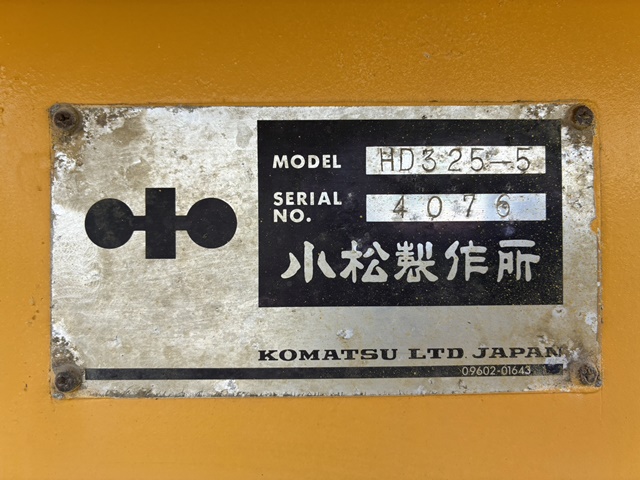 MODEL HD325-5
SERIAL NO. 4076
小松製作所
KOMATSU LTD. JAPAN
09602-01643